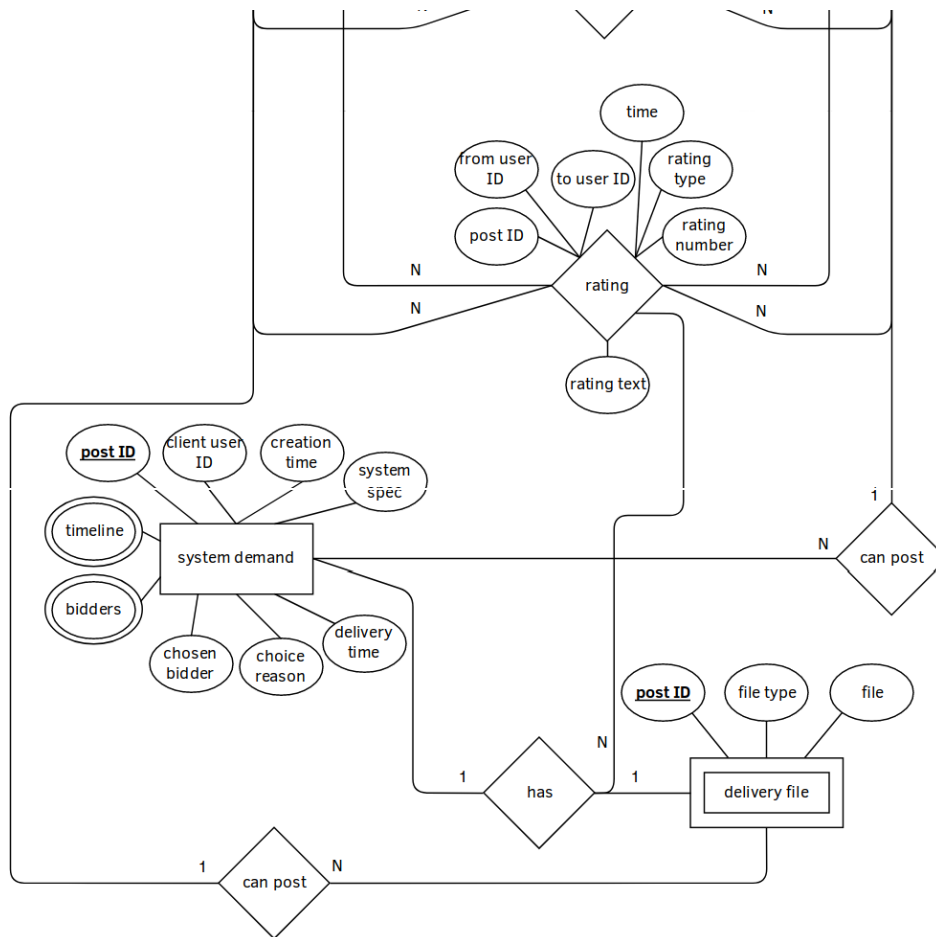 N
N
time
from user
ID
to user ID
rating
type
post ID
rating
number
N
N
rating
N
N
rating text
post ID
client user
ID
creation
time
system
spec
1
timeline
system demand
N
can post
bidders
delivery
time
chosen
bidder
choice
reason
post ID
file type
file
N
1
has
1
delivery file
1
N
can post